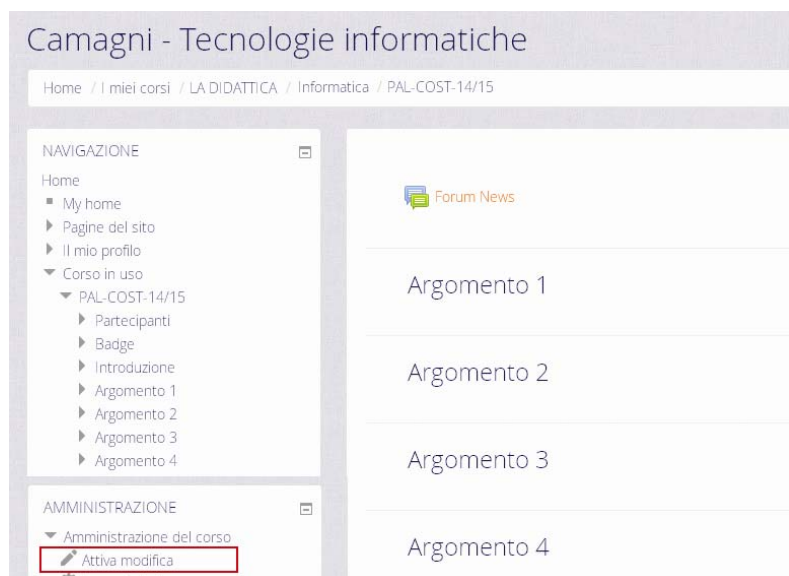 Camagni - Tecnologie informatiche
Home / I miei corsi / LA DIDATTICA / Informatica / PAL-COST-14/15
NAVIGAZIONE
Home
My home
Pagine del sito
Il mio profilo
Corso in uso
PAL-COST-14/15
Partecipanti
Badge
Introduzione
Argomento 1
Argomento 2
Argomento 3
Argomento 4
AMMINISTRAZIONE
Amministrazione del corso
Attiva modifica
Forum News
Argomento 1
Argomento 2
Argomento 3
Argomento 4